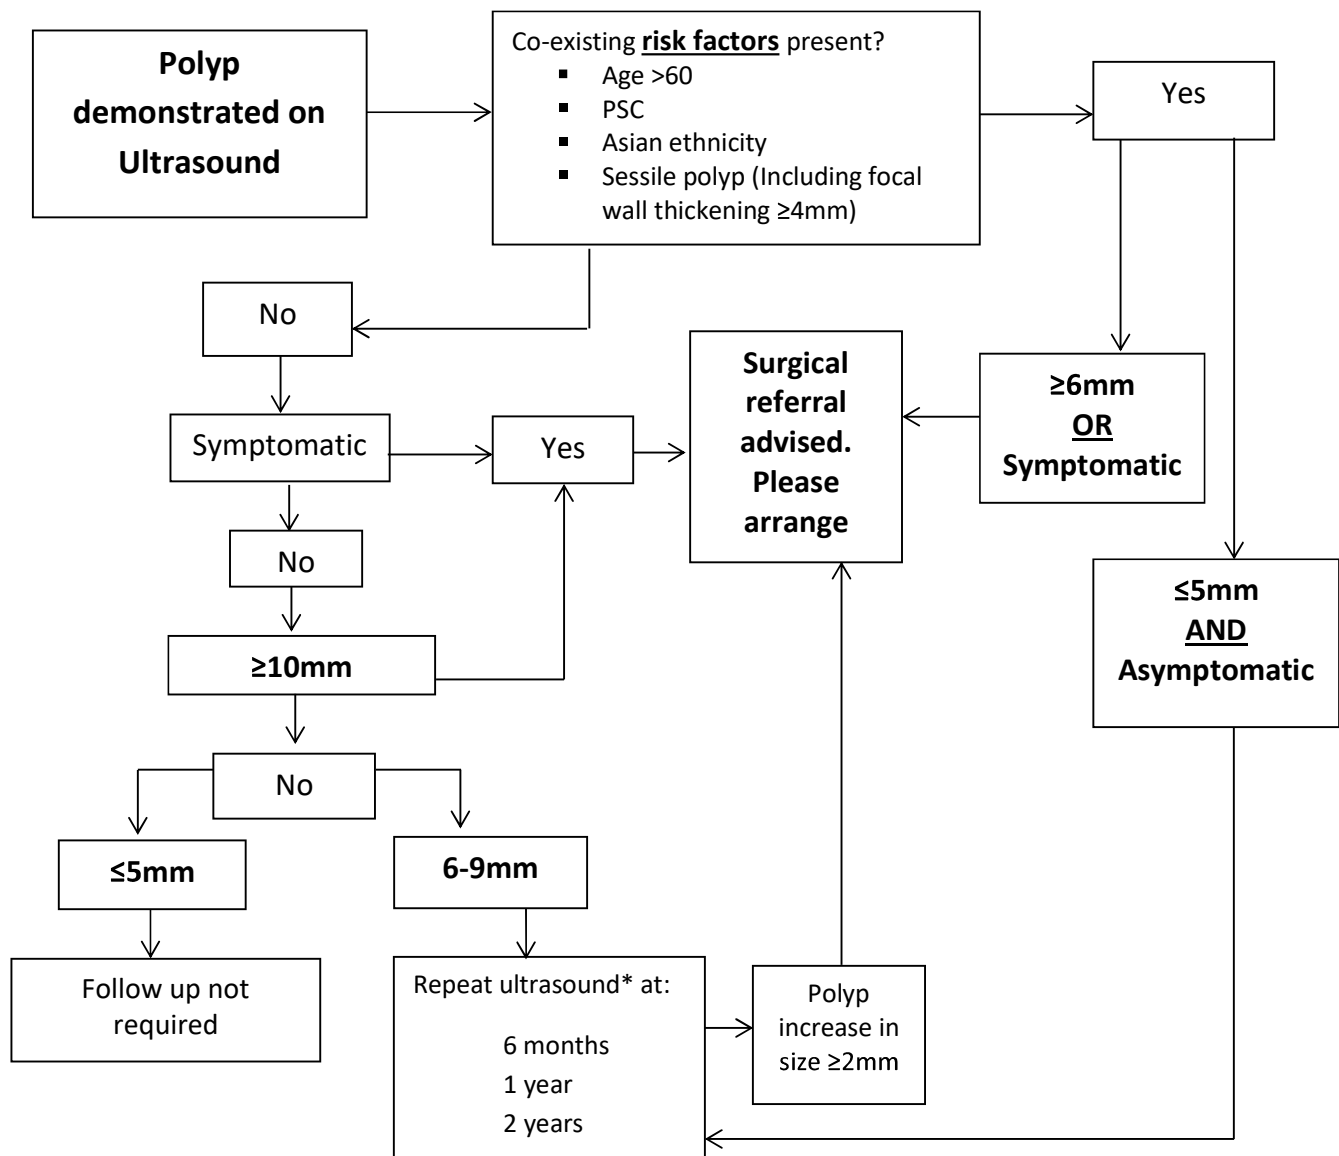 Polyp
demonstrated on
Ultrasound
Co-existing risk factors present?
▪ Age >60
▪ PSC
▪ Asian ethnicity
▪ Sessile polyp (Including focal
wall thickening ≥4mm)
Yes
No
Symptomatic
Yes
Surgical
referral
advised.
Please
arrange
≥6mm
OR
Symptomatic
No
≥10mm
≤5mm
AND
Asymptomatic
No
≤5mm
6-9mm
Follow up not
required
Repeat ultrasound* at:
6 months
1 year
2 years
Polyp
increase in
size ≥2mm